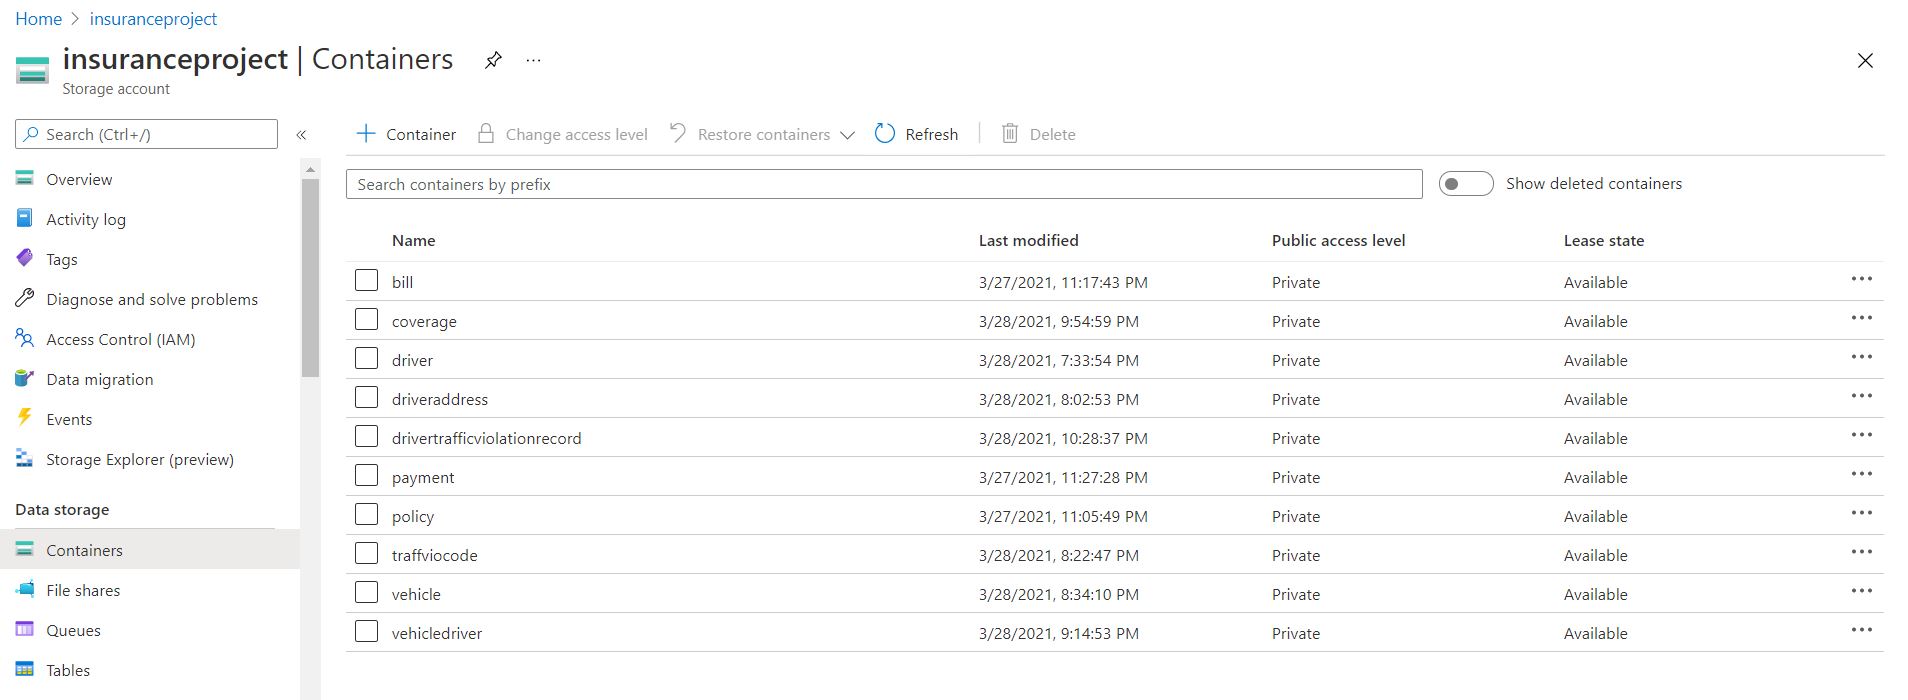 Home > insuranceproject
insuranceproject | Containers ...
Storage account
Search (Ctrl+/) «
Overview
Activity log
Tags
Diagnose and solve problems
Access Control (IAM)
Data migration
Events
Storage Explorer (preview)
Data storage
Containers
File shares
Queues
Tables
+ Container Change access level Restore containers Refresh | Delete
Search containers by prefix Show deleted containers
Name Last modified Public access level Lease state
bill 3/27/2021, 11:17:43 PM Private Available ...
coverage 3/28/2021, 9:54:59 PM Private Available ...
driver 3/28/2021, 7:33:54 PM Private Available ...
driveraddress 3/28/2021, 8:02:53 PM Private Available ...
drivertrafficviolationrecord 3/28/2021, 10:28:37 PM Private Available ...
payment 3/27/2021, 11:27:28 PM Private Available ...
policy 3/27/2021, 11:05:49 PM Private Available ...
traffviocode 3/28/2021, 8:22:47 PM Private Available ...
vehicle 3/28/2021, 8:34:10 PM Private Available ...
vehicledriver 3/28/2021, 9:14:53 PM Private Available ...